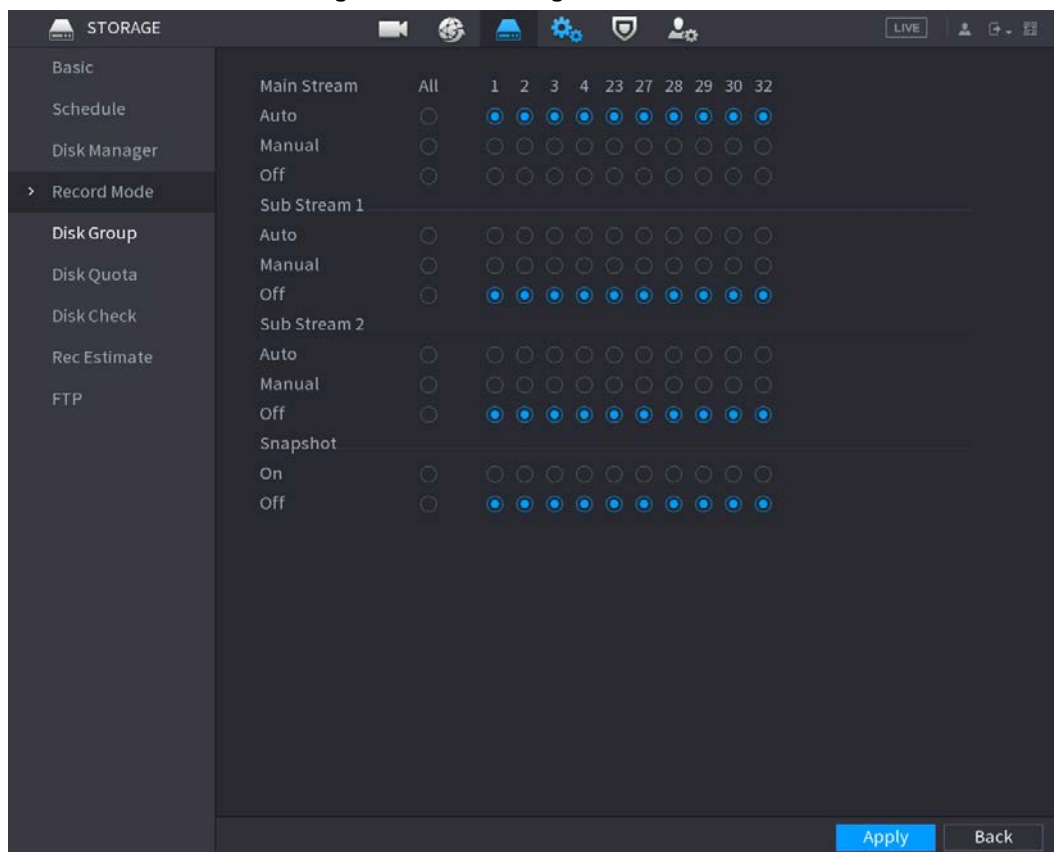 STORAGE LIVE
Basic
Schedule
Disk Manager
Record Mode
Disk Group
Disk Quota
Disk Check
Rec Estimate
FTP
Main Stream All 1 2 3 4 23 27 28 29 30 32
Auto
Manual
Off
Sub Stream 1
Auto
Manual
Off
Sub Stream 2
Auto
Manual
Off
Snapshot
On
Off
Apply Back